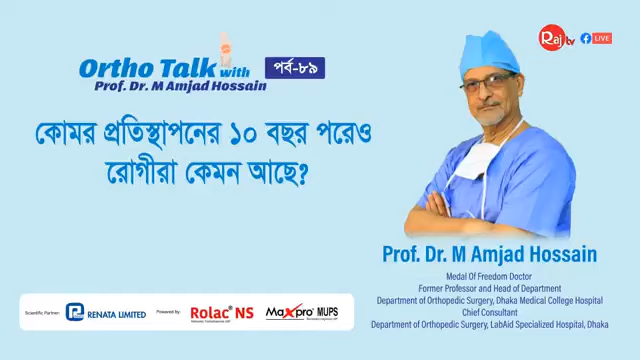 Raj tv
f LIVE
Ortho Talk with
Prof. Dr. M Amjad Hossain
পর্ব-৮৯
কোমর প্রতিস্থাপনের ১০ বছর পরেও
রোগীরা কেমন আছে?
Prof. Dr. M Amjad Hossain
Medal Of Freedom Doctor
Former Professor and Head of Department
Department of Orthopedic Surgery, Dhaka Medical College Hospital
Chief Consultant
Department of Orthopedic Surgery, LabAid Specialized Hospital, Dhaka
Scientific Partner:
RENATA LIMITED
Powered by:
Rolac NS
Maxpro MUPS